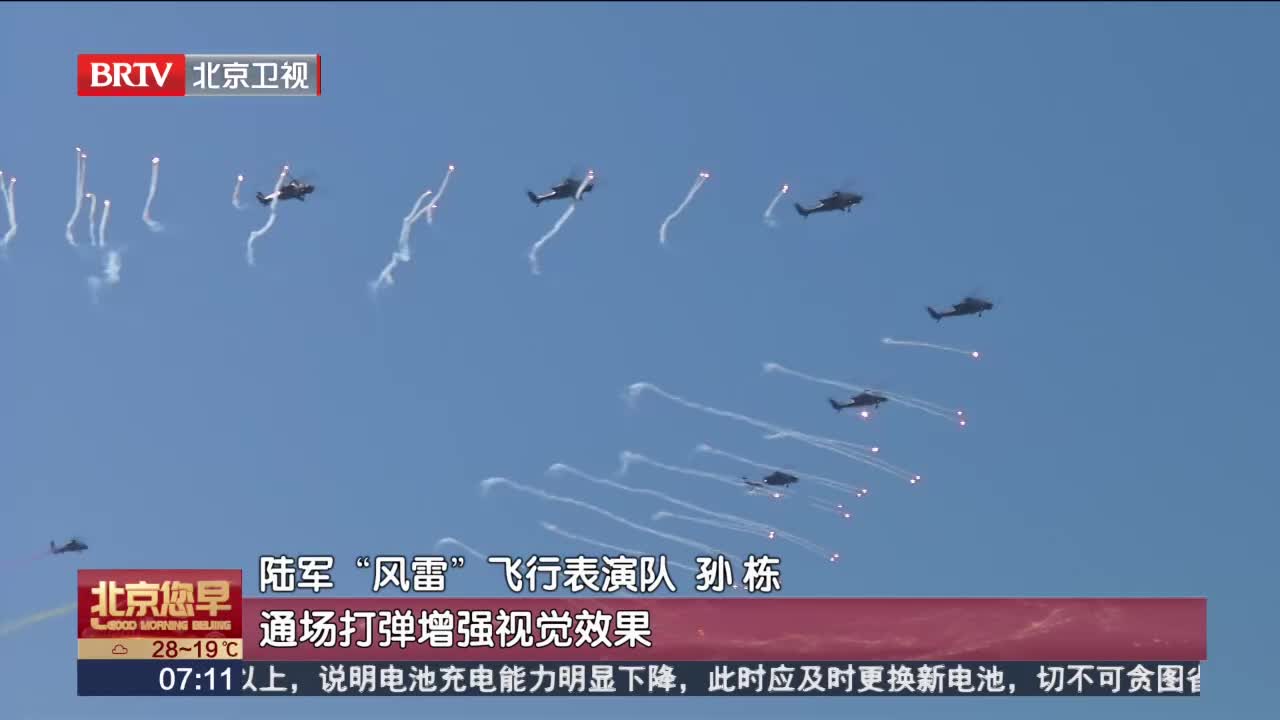 BRTV 北京卫视
陆军“风雷”飞行表演队 孙 栋
北京您早
GOOD MORNING BEIJING
通场打弹增强视觉效果
28~19℃
07:11 以上，说明电池充电能力明显下降，此时应及时更换新电池，切不可贪图省